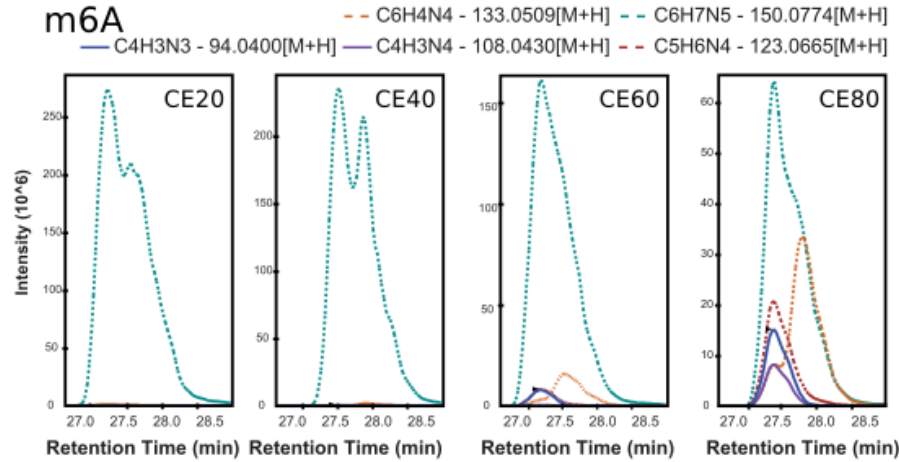 m6A
C6H4N4 - 133.0509[M+H] C6H7N5 - 150.0774[M+H]
C4H3N3 - 94.0400[M+H] C4H3N4 - 108.0430[M+H] C5H6N4 - 123.0665[M+H]
CE20 CE40 CE60 CE80
Intensity (10^6)
250
200
150
100
50
0
27.0 27.5 28.0 28.5
Retention Time (min)
200
150
100
50
0
27.0 27.5 28.0 28.5
Retention Time (min)
150
100
50
0
27.0 27.5 28.0 28.5
Retention Time (min)
60
50
40
30
20
10
0
27.0 27.5 28.0 28.5
Retention Time (min)